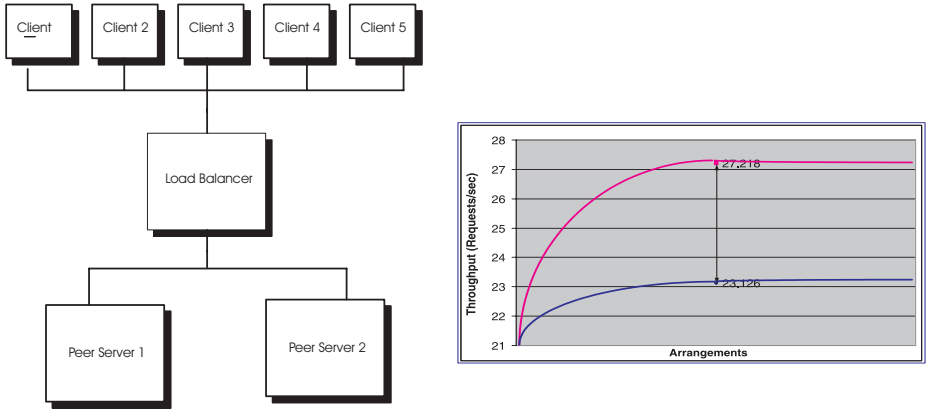 Client
Client 2
Client 3
Client 4
Client 5
Load Balancer
Peer Server 1
Peer Server 2
Throughput (Requests/sec)
28
27
26
25
24
23
22
21
27.218
23.126
Arrangements